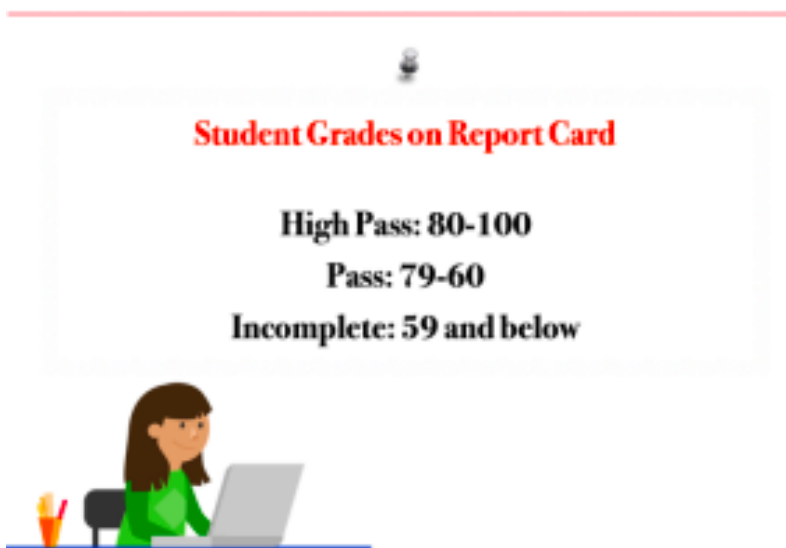 Student Grades on Report Card
High Pass: 80-100
Pass: 79-60
Incomplete: 59 and below